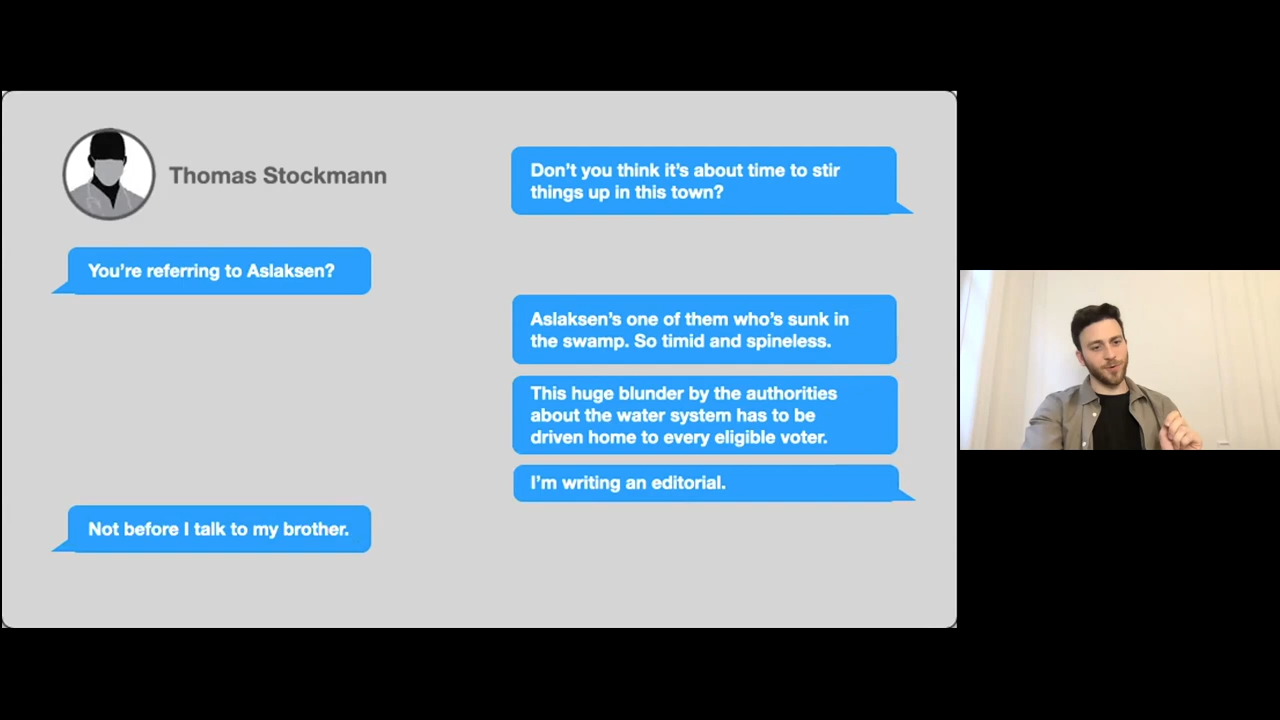 Thomas Stockmann
Don't you think it's about time to stir
things up in this town?
You're referring to Aslaksen?
Aslaksen's one of them who's sunk in
the swamp. So timid and spineless.
This huge blunder by the authorities
about the water system has to be
driven home to every eligible voter.
I'm writing an editorial.
Not before I talk to my brother.